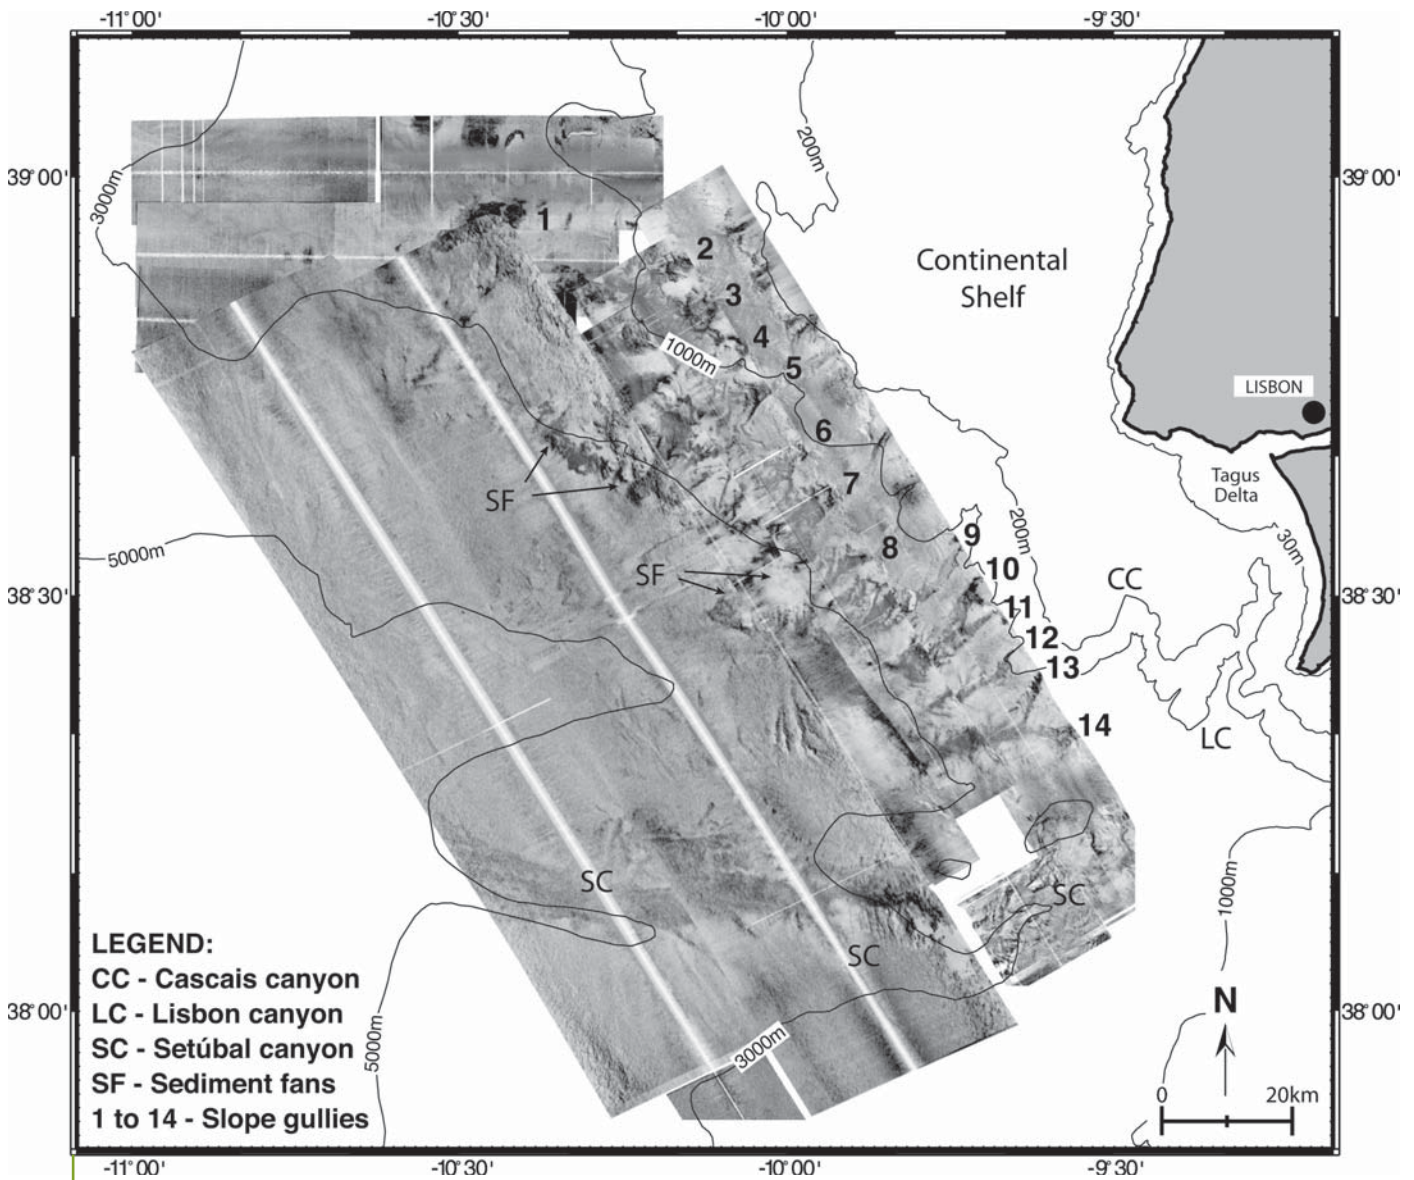 -11°00' -10°30' -10°00' -9°30'
200m
39°00' 39°00'
3000m
1
2
Continental
Shelf
3
4
1000m
5
LISBON
6
Tagus
Delta
7
SF
200m
30m
9
8
5000m
10
SF
CC
38°30' 38°30'
11
12
13
14
LC
SC
SC
1000m
LEGEND:
SC
CC - Cascais canyon
LC - Lisbon canyon
N
38°00' 38°00'
SC - Setúbal canyon
5000m
3000m
SF - Sediment fans
0 20km
1 to 14 - Slope gullies
-11°00' -10°30' -10°00' -9°30'